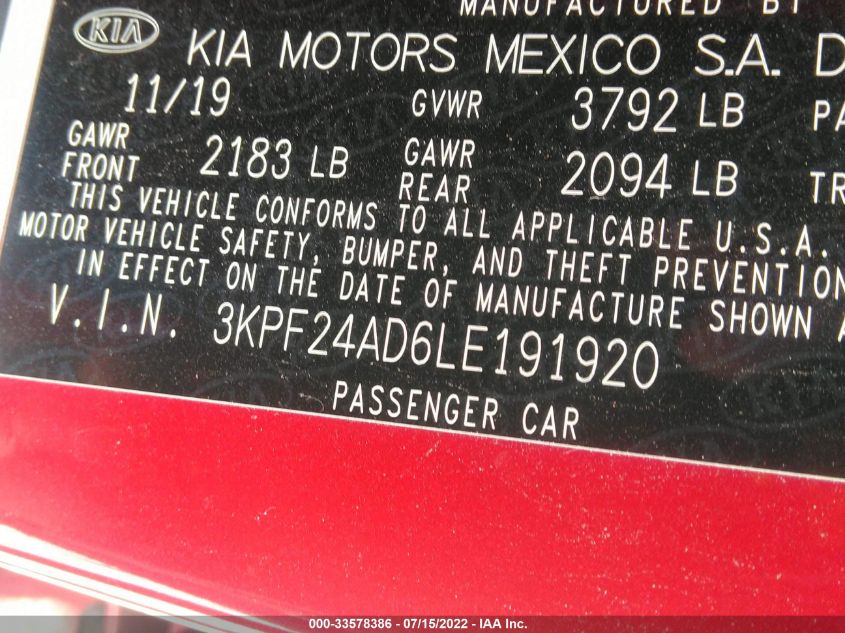 MANUFACTURED BY
KIA KIA MOTORS MEXICO S.A. D
11/19 GVWR 3792 LB PA
GAWR FRONT 2183 LB GAWR REAR 2094 LB TR
THIS VEHICLE CONFORMS TO ALL APPLICABLE U.S.A.
MOTOR VEHICLE SAFETY, BUMPER, AND THEFT PREVENTION
IN EFFECT ON THE DATE OF MANUFACTURE SHOWN A
V.I.N. 3KPF24AD6LE191920
PASSENGER CAR
000-33578386 - 07/15/2022 - IAA Inc.